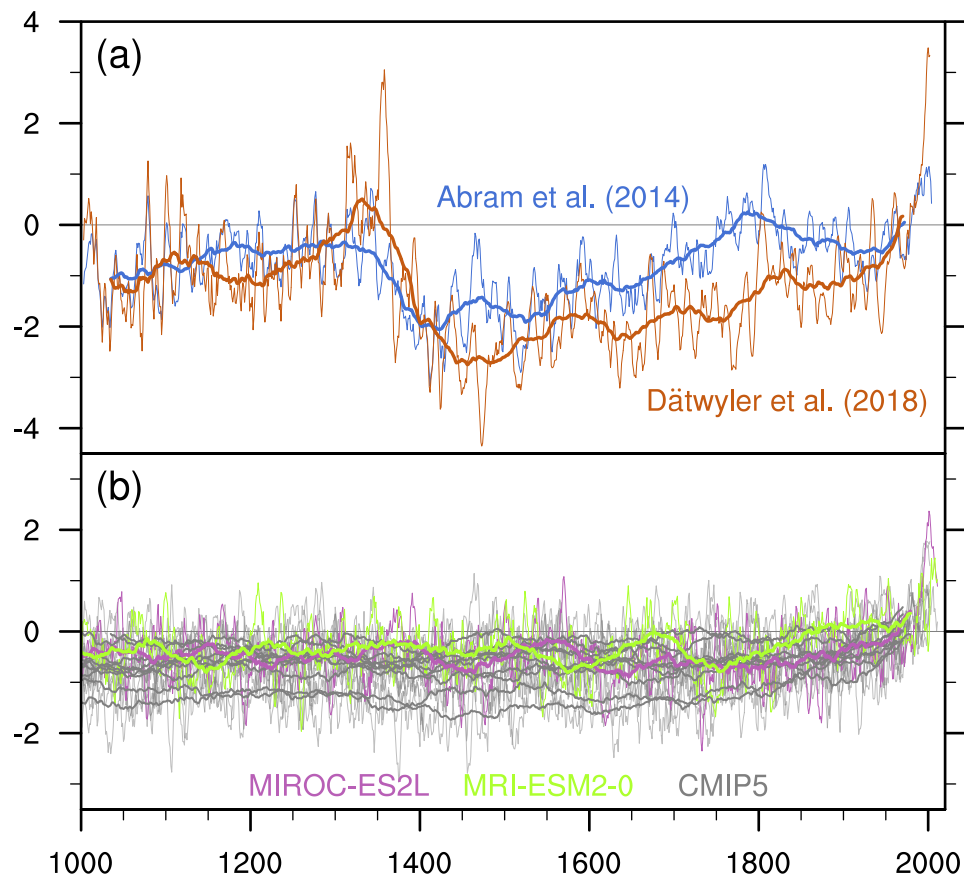 4
(a)
2
Abram et al. (2014)
0
-2
Dätwyler et al. (2018)
-4
(b)
2
0
-2
MIROC-ES2L MRI-ESM2-0 CMIP5
1000 1200 1400 1600 1800 2000